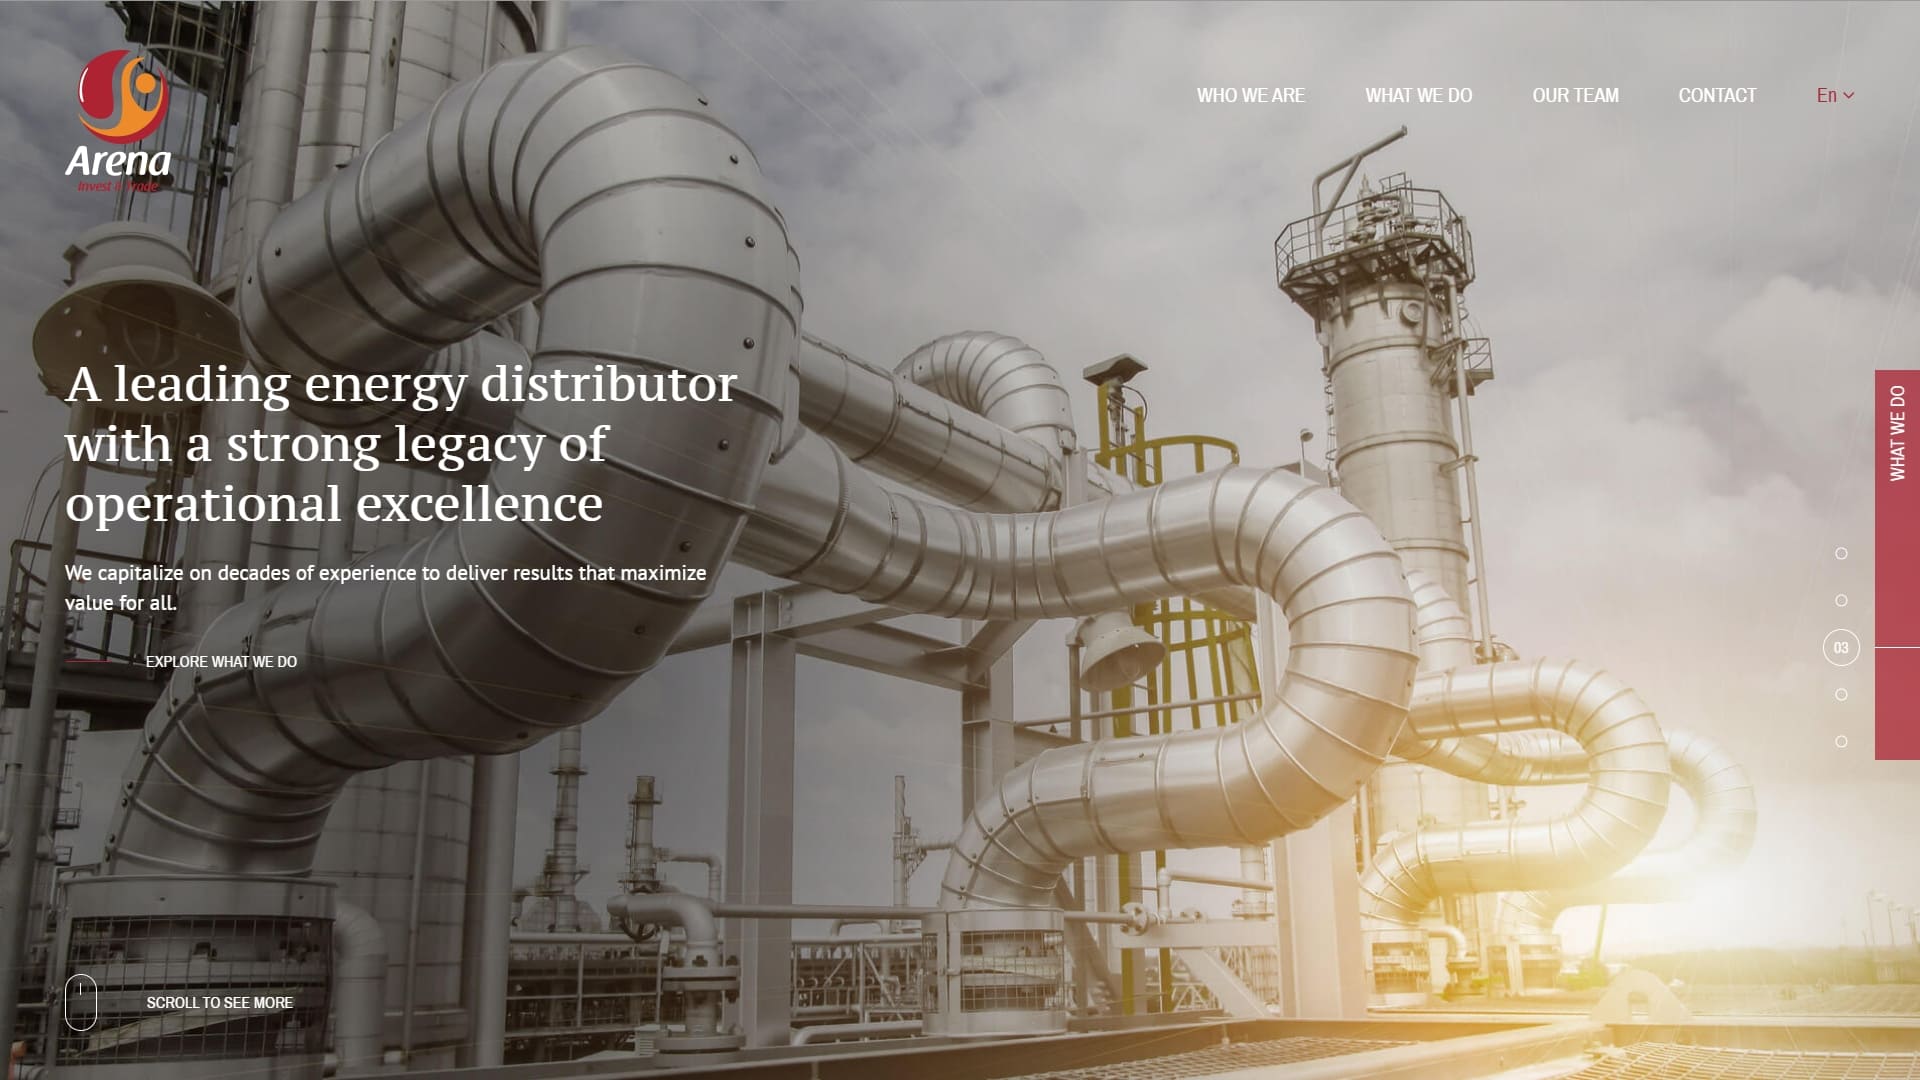 Arena
Invest & Trade
WHO WE ARE
WHAT WE DO
OUR TEAM
CONTACT
En
A leading energy distributor
with a strong legacy of
operational excellence
We capitalize on decades of experience to deliver results that maximize
value for all.
EXPLORE WHAT WE DO
WHAT WE DO
03
SCROLL TO SEE MORE